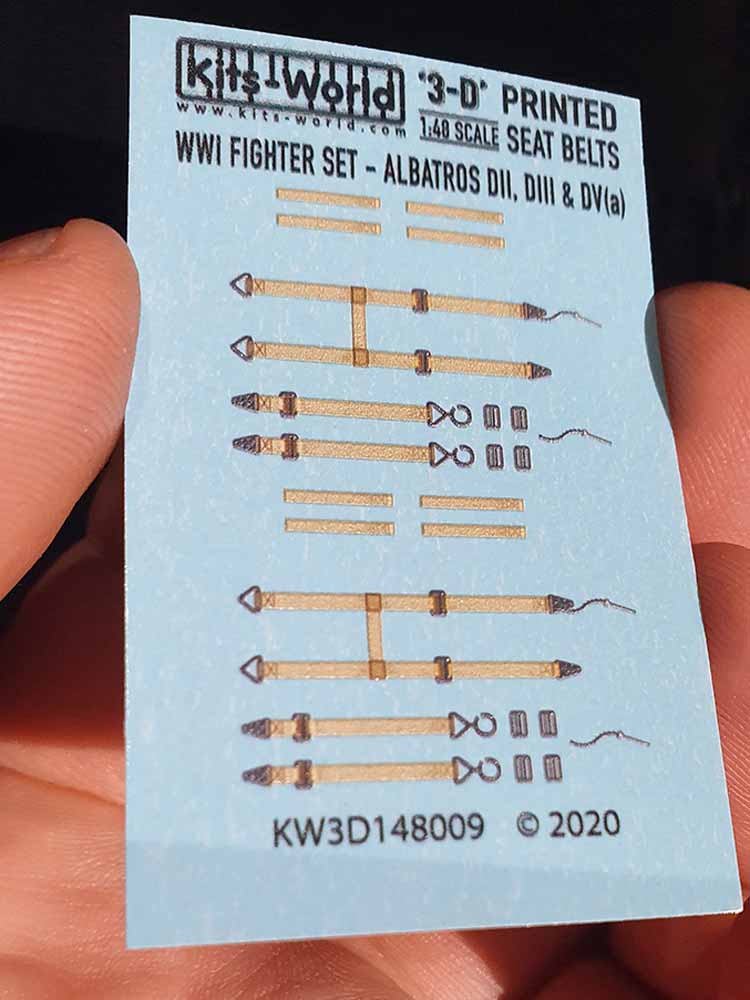 kits-World '3-D' PRINTED
www.kits-world.com 1:48 SCALE SEAT BELTS
WWI FIGHTER SET - ALBATROS DII, DIII & DV(a)
KW3D148009 © 2020